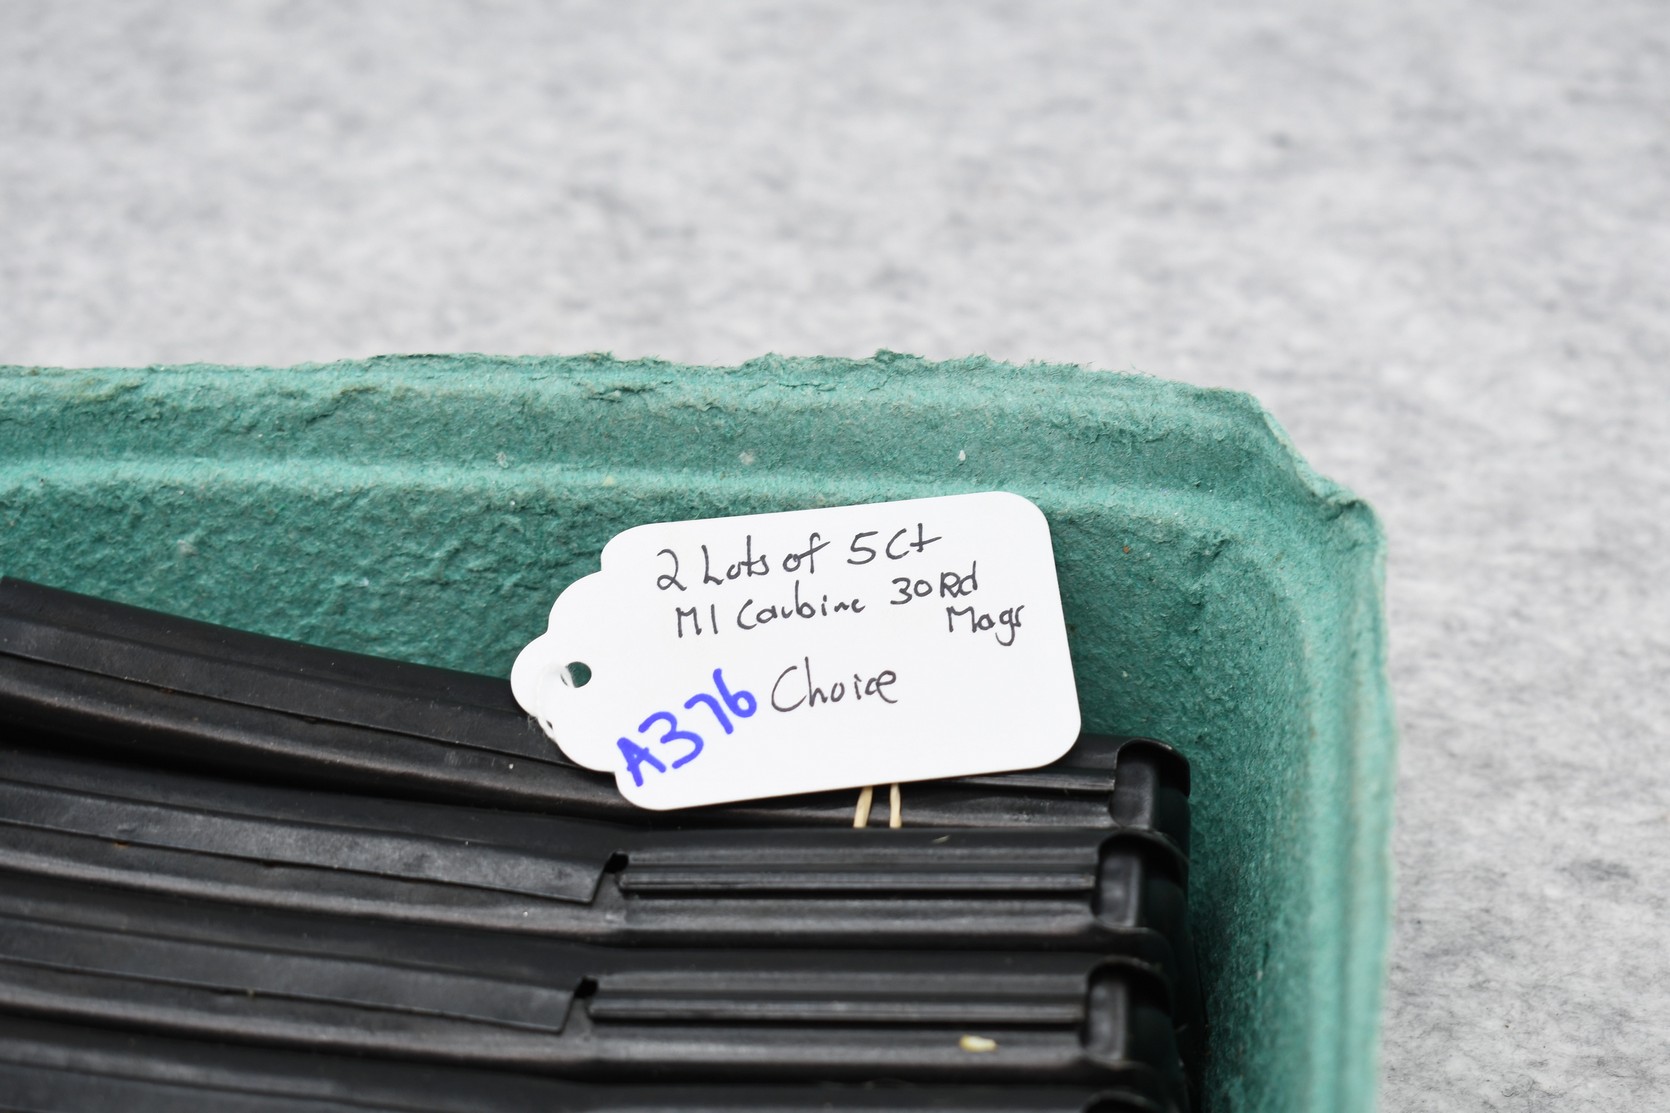 2 Lots of 5 Ct
M1 Carbine 30 Rd
Mags
A376 Choice